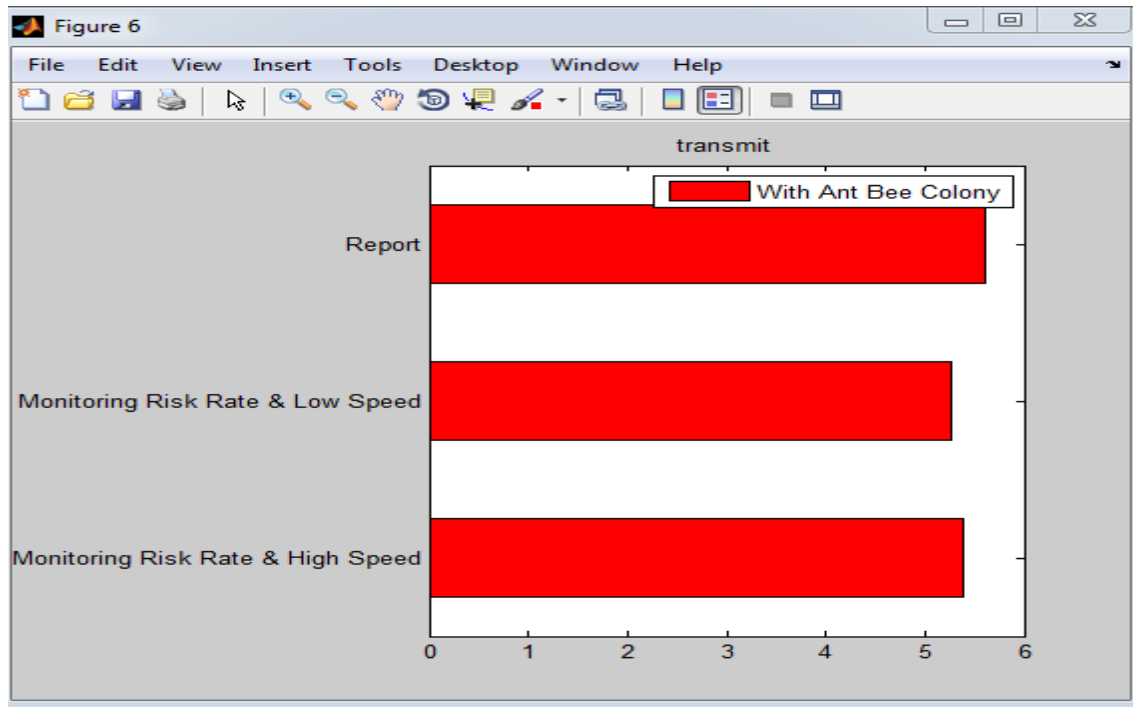 Figure 6
File Edit View Insert Tools Desktop Window Help
transmit
With Ant Bee Colony
Report
Monitoring Risk Rate & Low Speed
Monitoring Risk Rate & High Speed
0 1 2 3 4 5 6